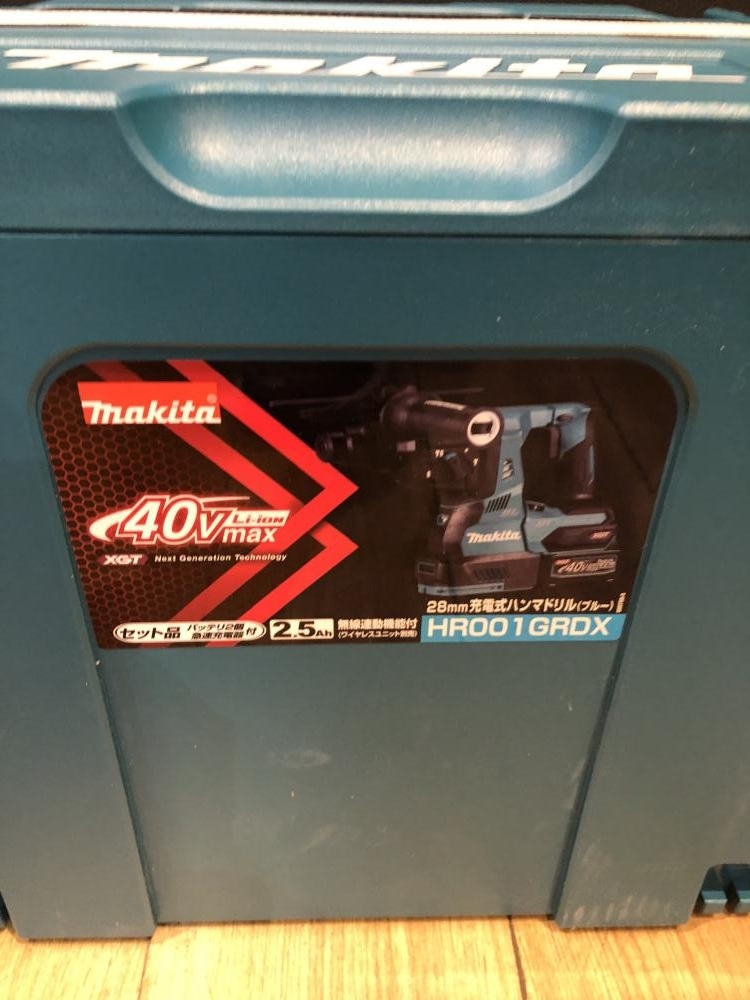 makita
makita®
40Vmax Li-ion
XGT Next Generation Technology
makita
28mm充電式ハンマドリル(ブルー)
セット品 バッテリ2個 急速充電器 付
2.5Ah
無線連動機能付
(ワイヤレスユニット別売)
HR001GRDX